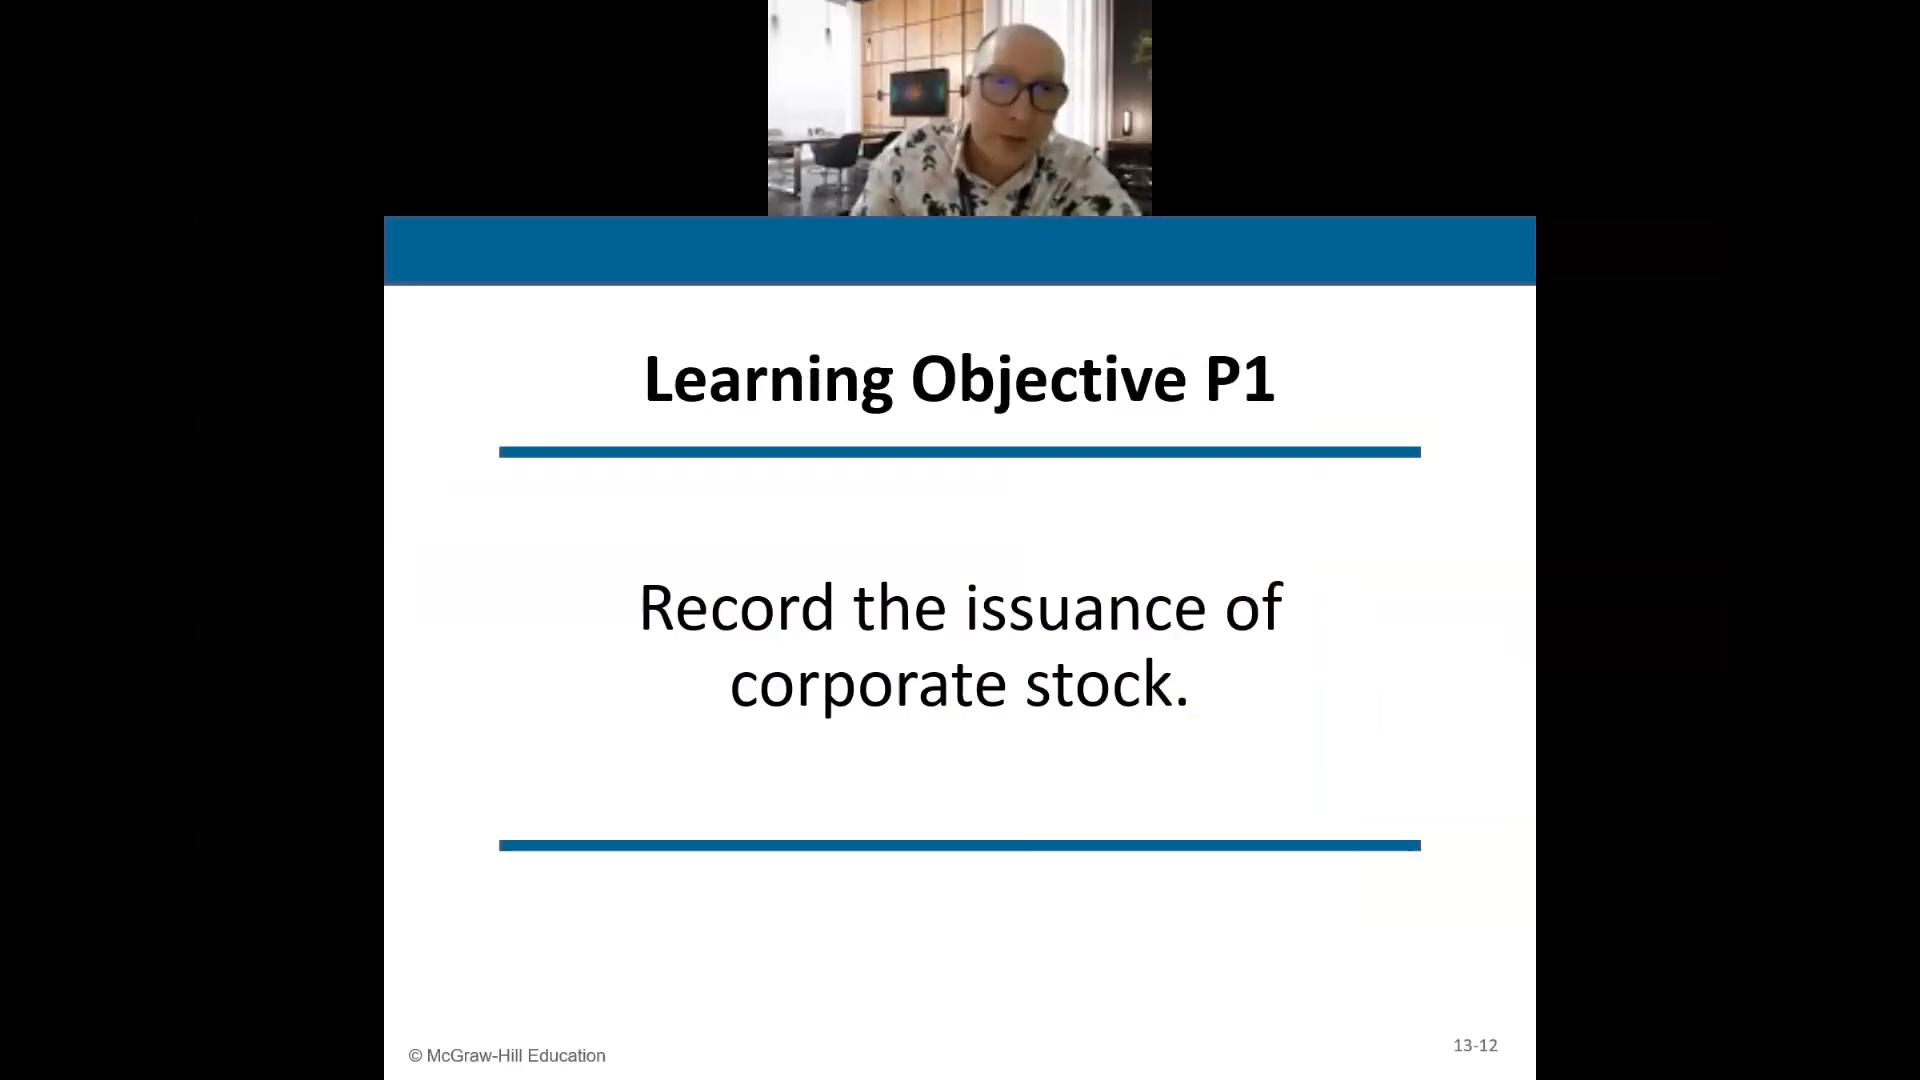 Learning Objective P1
Record the issuance of
corporate stock.
© McGraw-Hill Education
13-12